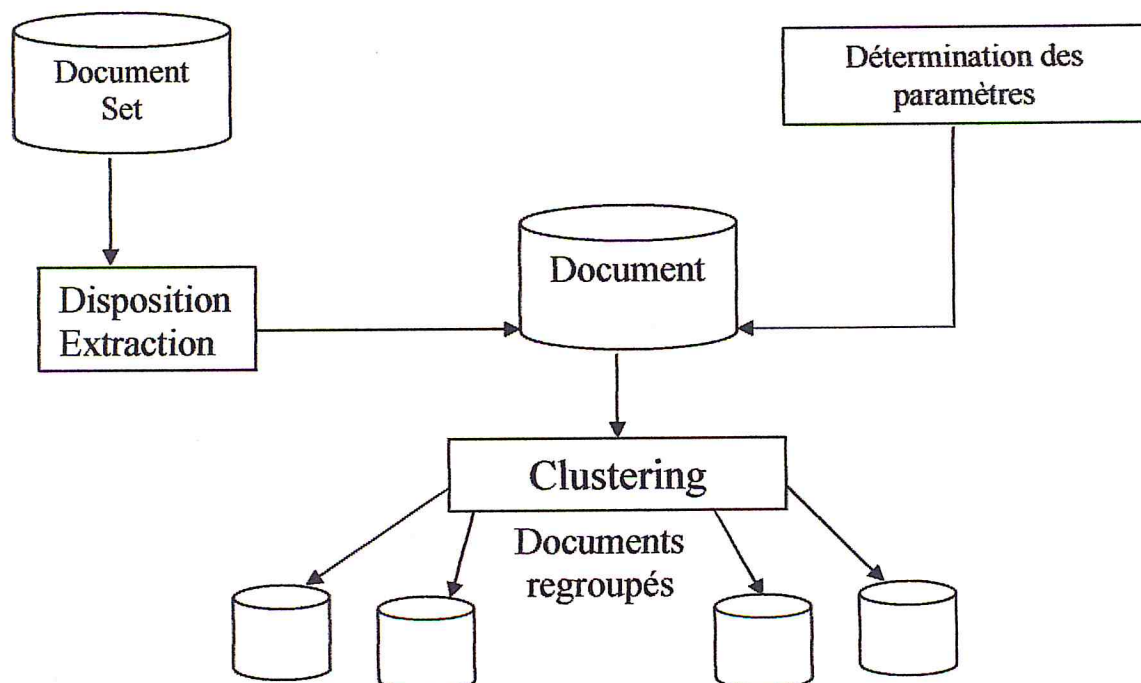 Document
Set
Détermination des
paramètres
Document
Disposition
Extraction
Clustering
Documents
regroupés